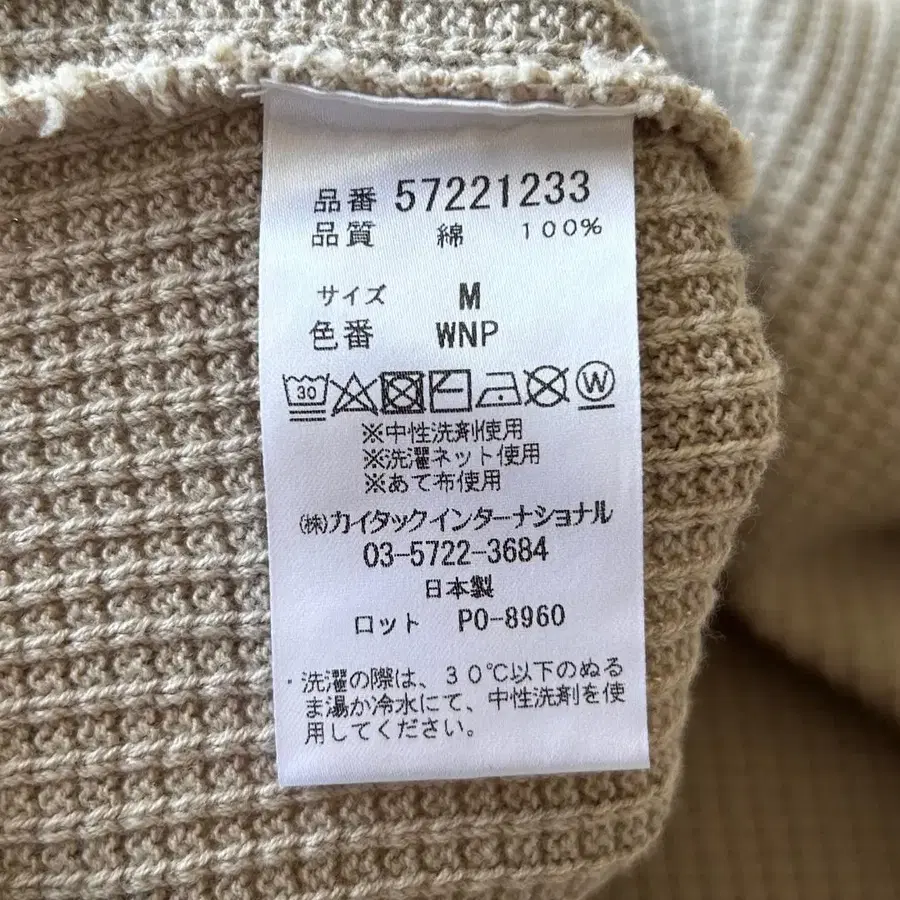 品番 57221233
品質 綿 100%
サイズ M
色番 WNP
30 W
※中性洗剤使用
※洗濯ネット使用
※あて布使用
㈱カイタックインターナショナル
03-5722-3684
日本製
ロット PO-8960
・洗濯の際は、30℃以下のぬる
ま湯か冷水にて、中性洗剤を使
用してください。